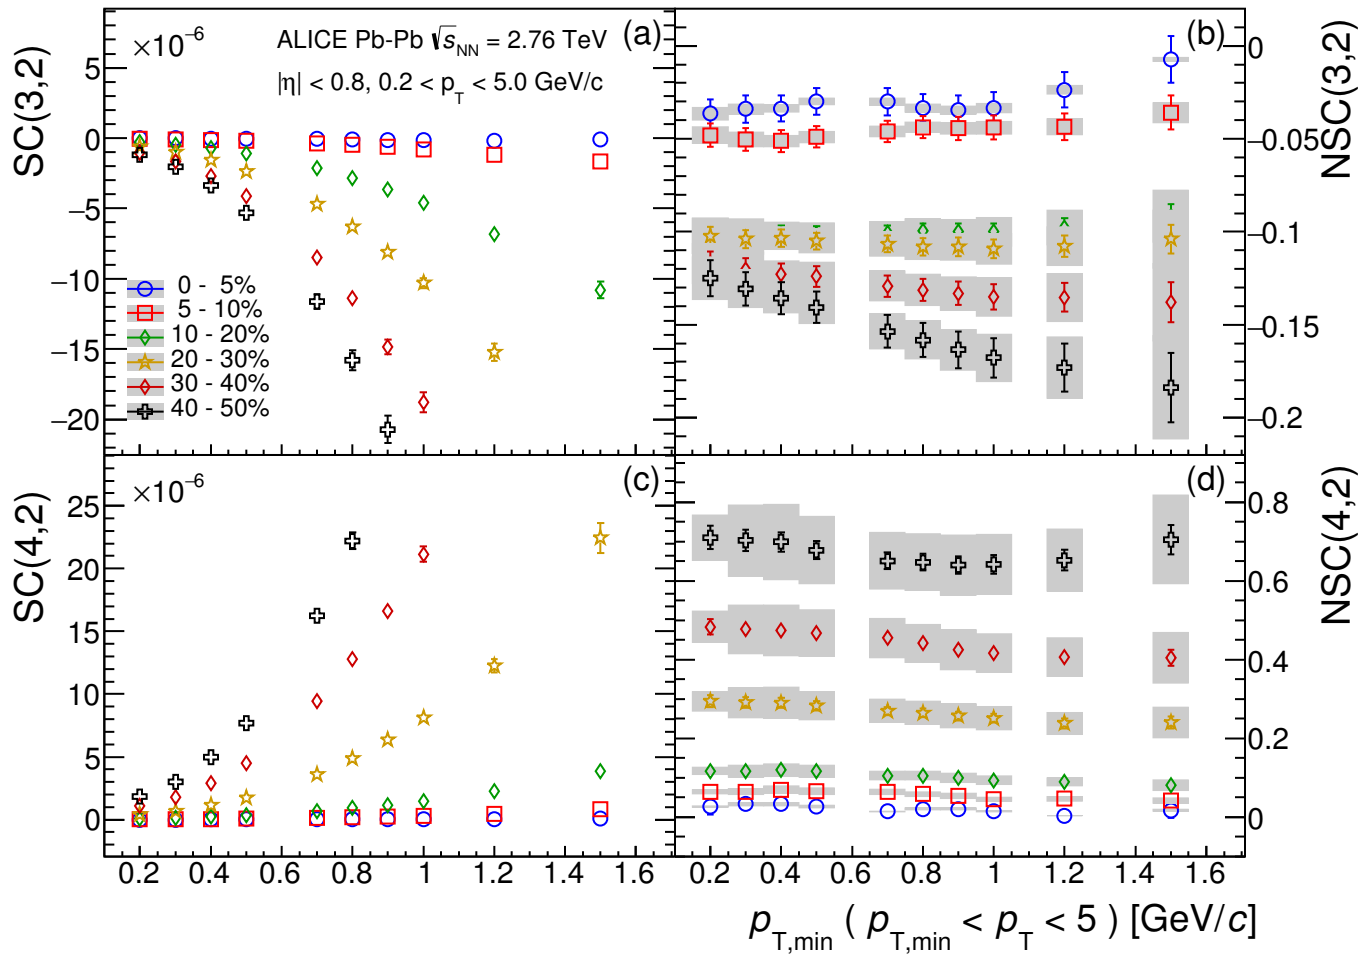 SC(3,2)
×10⁻⁶
ALICE Pb-Pb √s_NN = 2.76 TeV
(a)
|η| < 0.8, 0.2 < p_T < 5.0 GeV/c
5
0
−5
−10
−15
−20
0 - 5%
5 - 10%
10 - 20%
20 - 30%
30 - 40%
40 - 50%
(b)
NSC(3,2)
0
−0.05
−0.1
−0.15
−0.2
SC(4,2)
×10⁻⁶
(c)
25
20
15
10
5
0
0.2 0.4 0.6 0.8 1 1.2 1.4 1.6
(d)
NSC(4,2)
0.8
0.6
0.4
0.2
0
0.2 0.4 0.6 0.8 1 1.2 1.4 1.6
p_T,min ( p_T,min < p_T < 5 ) [GeV/c]